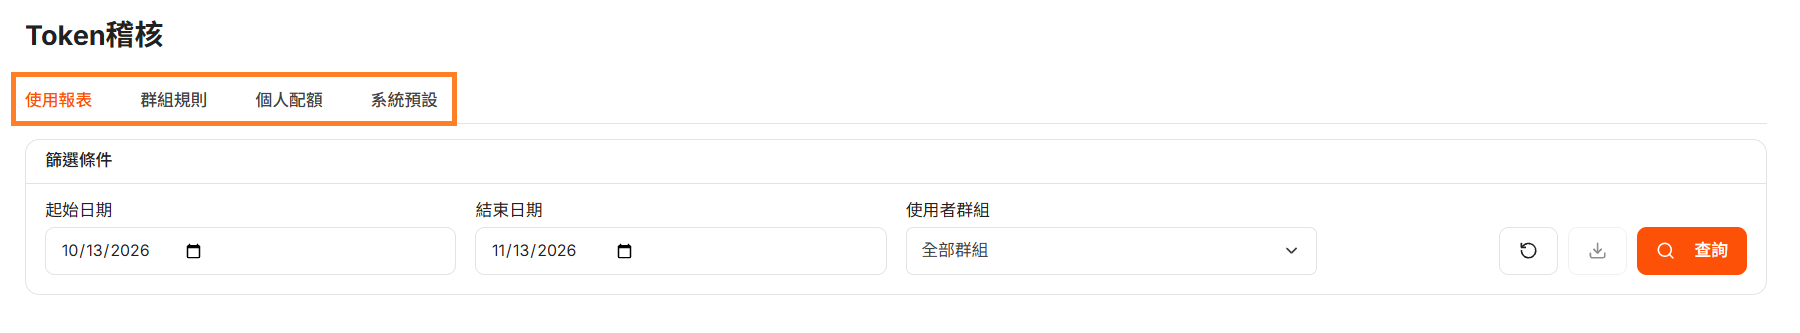 Token稽核
使用報表 群組規則 個人配額 系統預設
篩選條件
起始日期 結束日期 使用者群組
10/13/2026 11/13/2026 全部群組 查詢